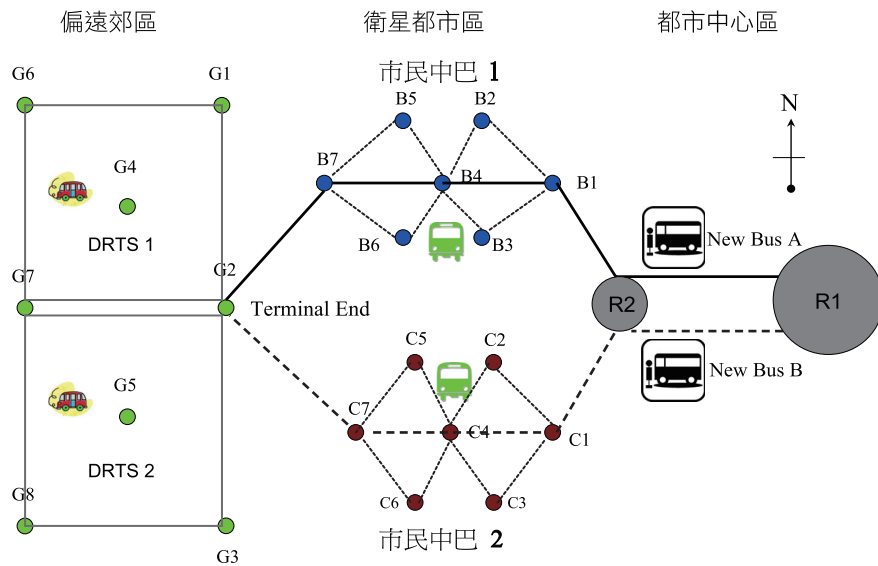 偏遠郊區
衛星都市區
都市中心區
市民中巴 1
G6
G1
B5
B2
N
G4
B7
B4
B1
DRTS 1
B6
B3
New Bus A
G7
G2
Terminal End
R2
R1
C5
C2
New Bus B
G5
C7
C4
C1
DRTS 2
G8
C6
C3
市民中巴 2
G3